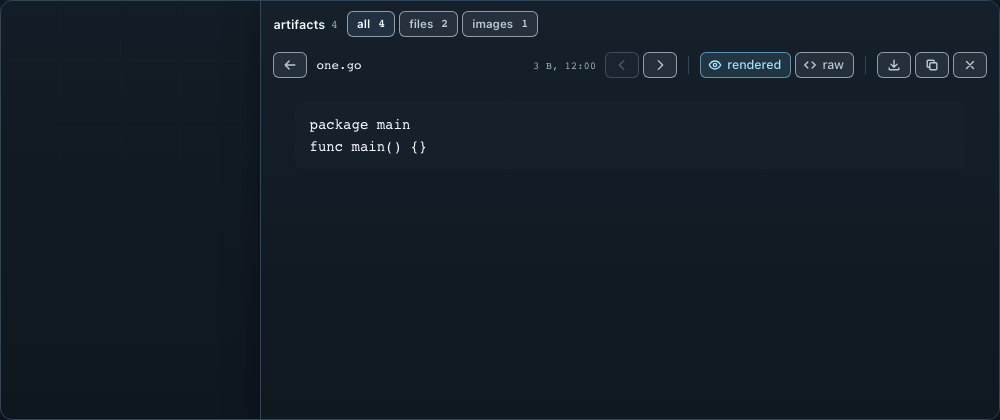 artifacts 4 all 4 files 2 images 1
one.go 3 B, 12:00 rendered raw
package main
func main() {}